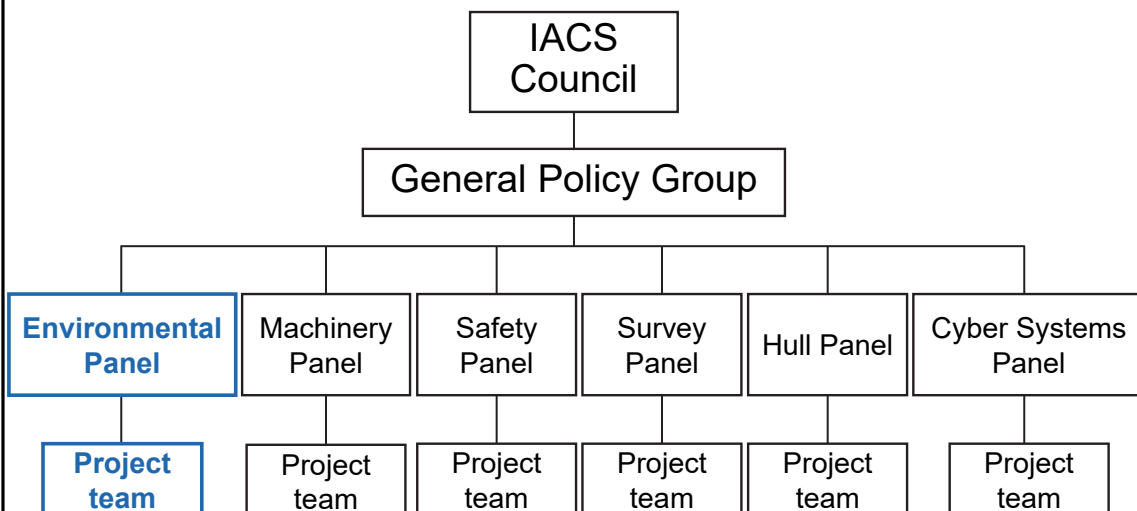 IACS
Council
General Policy Group
Environmental
Panel
Machinery
Panel
Safety
Panel
Survey
Panel
Hull Panel
Cyber Systems
Panel
Project
team
Project
team
Project
team
Project
team
Project
team
Project
team